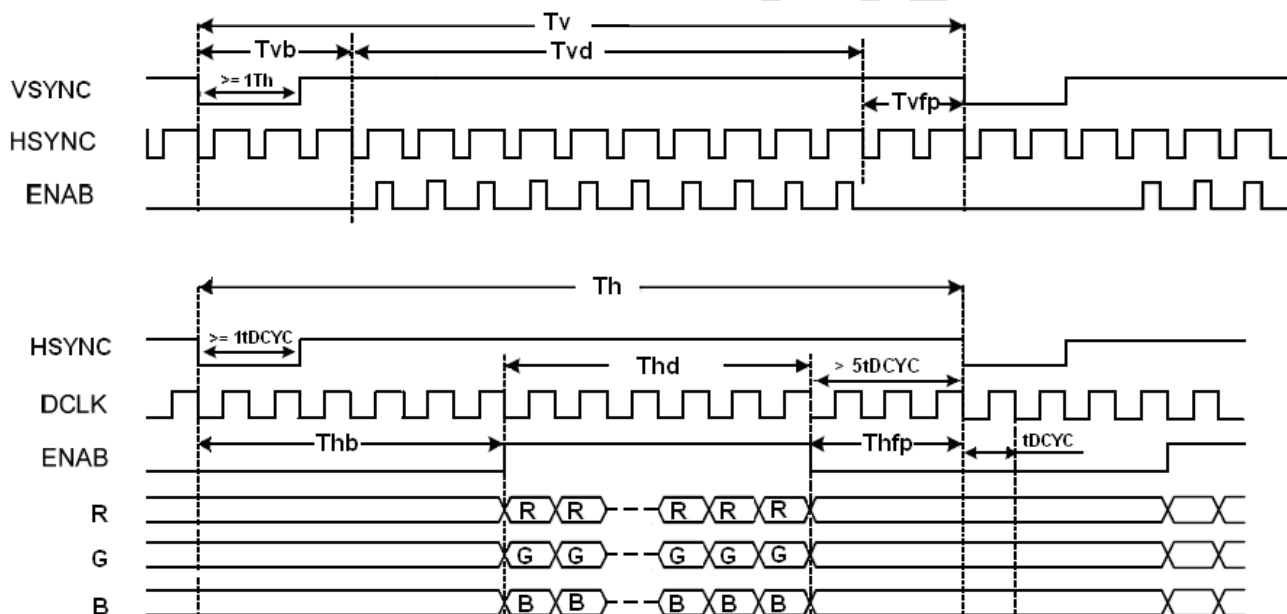 Tv
Tvb Tvd
>= 1Th
VSYNC
Tvfp
HSYNC
ENAB
Th
HSYNC
>= 1tDCYC
Thd
> 5tDCYC
DCLK
Thb
Thfp
tDCYC
ENAB
R R R R R R
G G G G G G
B B B B B B